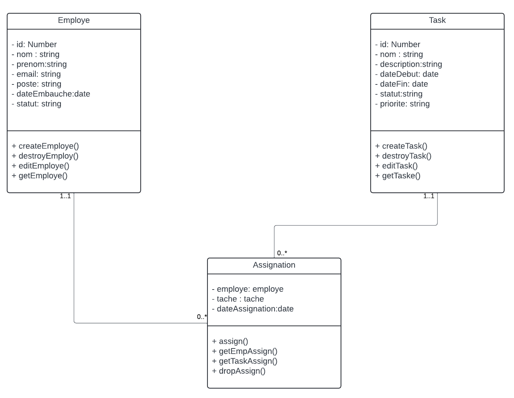 Employe
- id: Number
- nom : string
- prenom:string
- email: string
- poste: string
- dateEmbauche:date
- statut: string
+ createEmploye()
+ destroyEmploy()
+ editEmploye()
+ getEmploye()
1..1
0..*
Task
- id: Number
- nom : string
- description:string
- dateDebut: date
- dateFin: date
- statut:string
- priorite: string
+ createTask()
+ destroyTask()
+ editTask()
+ getTaske()
1..1
0..*
Assignation
- employe: employe
- tache : tache
- dateAssignation:date
+ assign()
+ getEmpAssign()
+ getTaskAssign()
+ dropAssign()